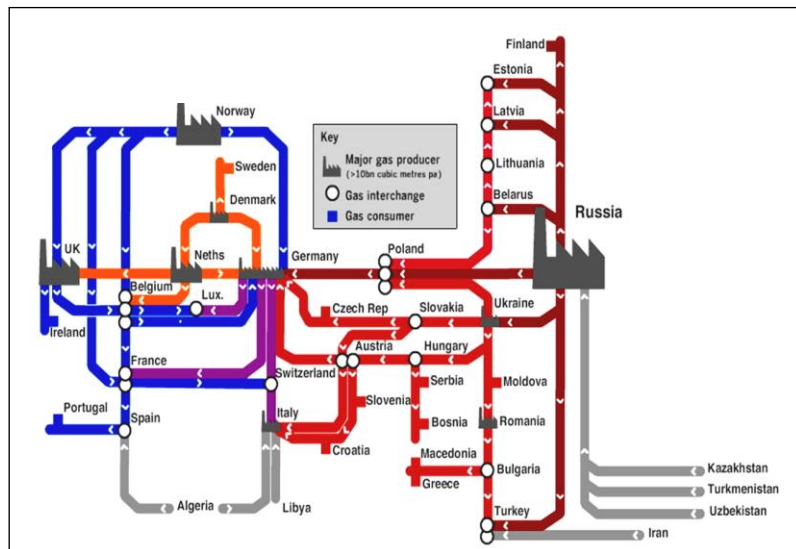 Finland
Estonia
Norway
Latvia
Key
Major gas producer
(>10bn cubic metres pa)
Gas interchange
Gas consumer
Lithuania
Sweden
Belarus
Denmark
Russia
UK
Neths
Germany
Poland
Belgium
Lux.
Czech Rep
Slovakia
Ukraine
Ireland
France
Austria
Hungary
Switzerland
Serbia
Moldova
Portugal
Spain
Italy
Slovenia
Bosnia
Romania
Croatia
Macedonia
Greece
Bulgaria
Kazakhstan
Turkmenistan
Algeria
Libya
Turkey
Uzbekistan
Iran